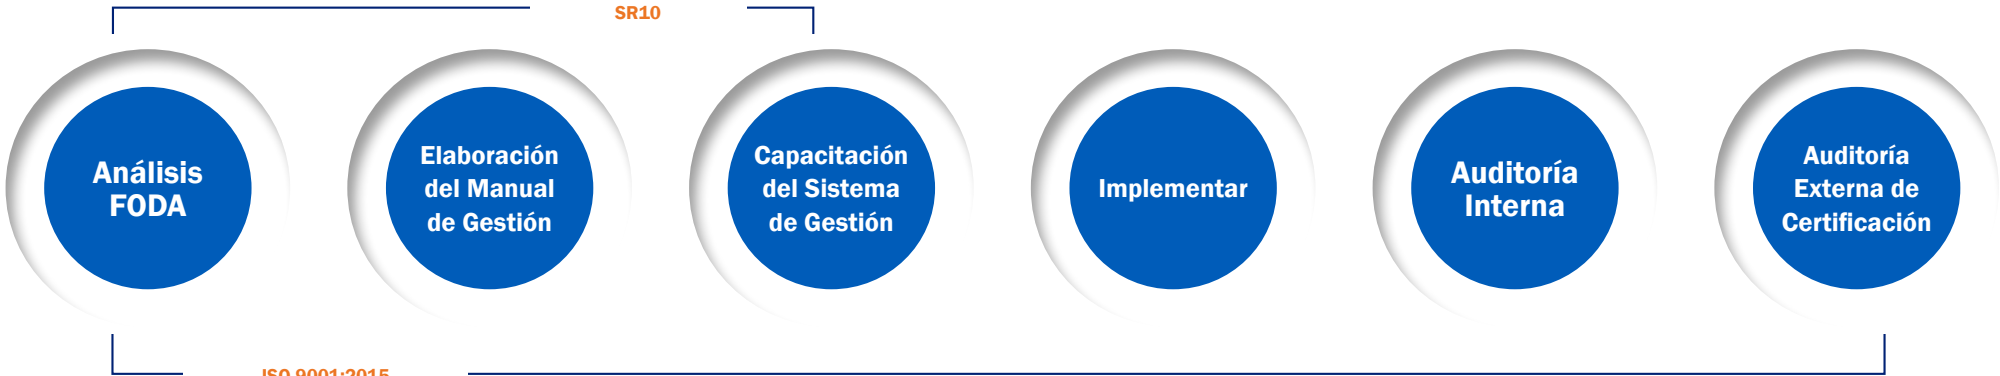 SR10
Análisis
FODA
Elaboración
del Manual
de Gestión
Capacitación
del Sistema
de Gestión
Implementar
Auditoría
Interna
Auditoría
Externa de
Certificación
ISO 9001:2015